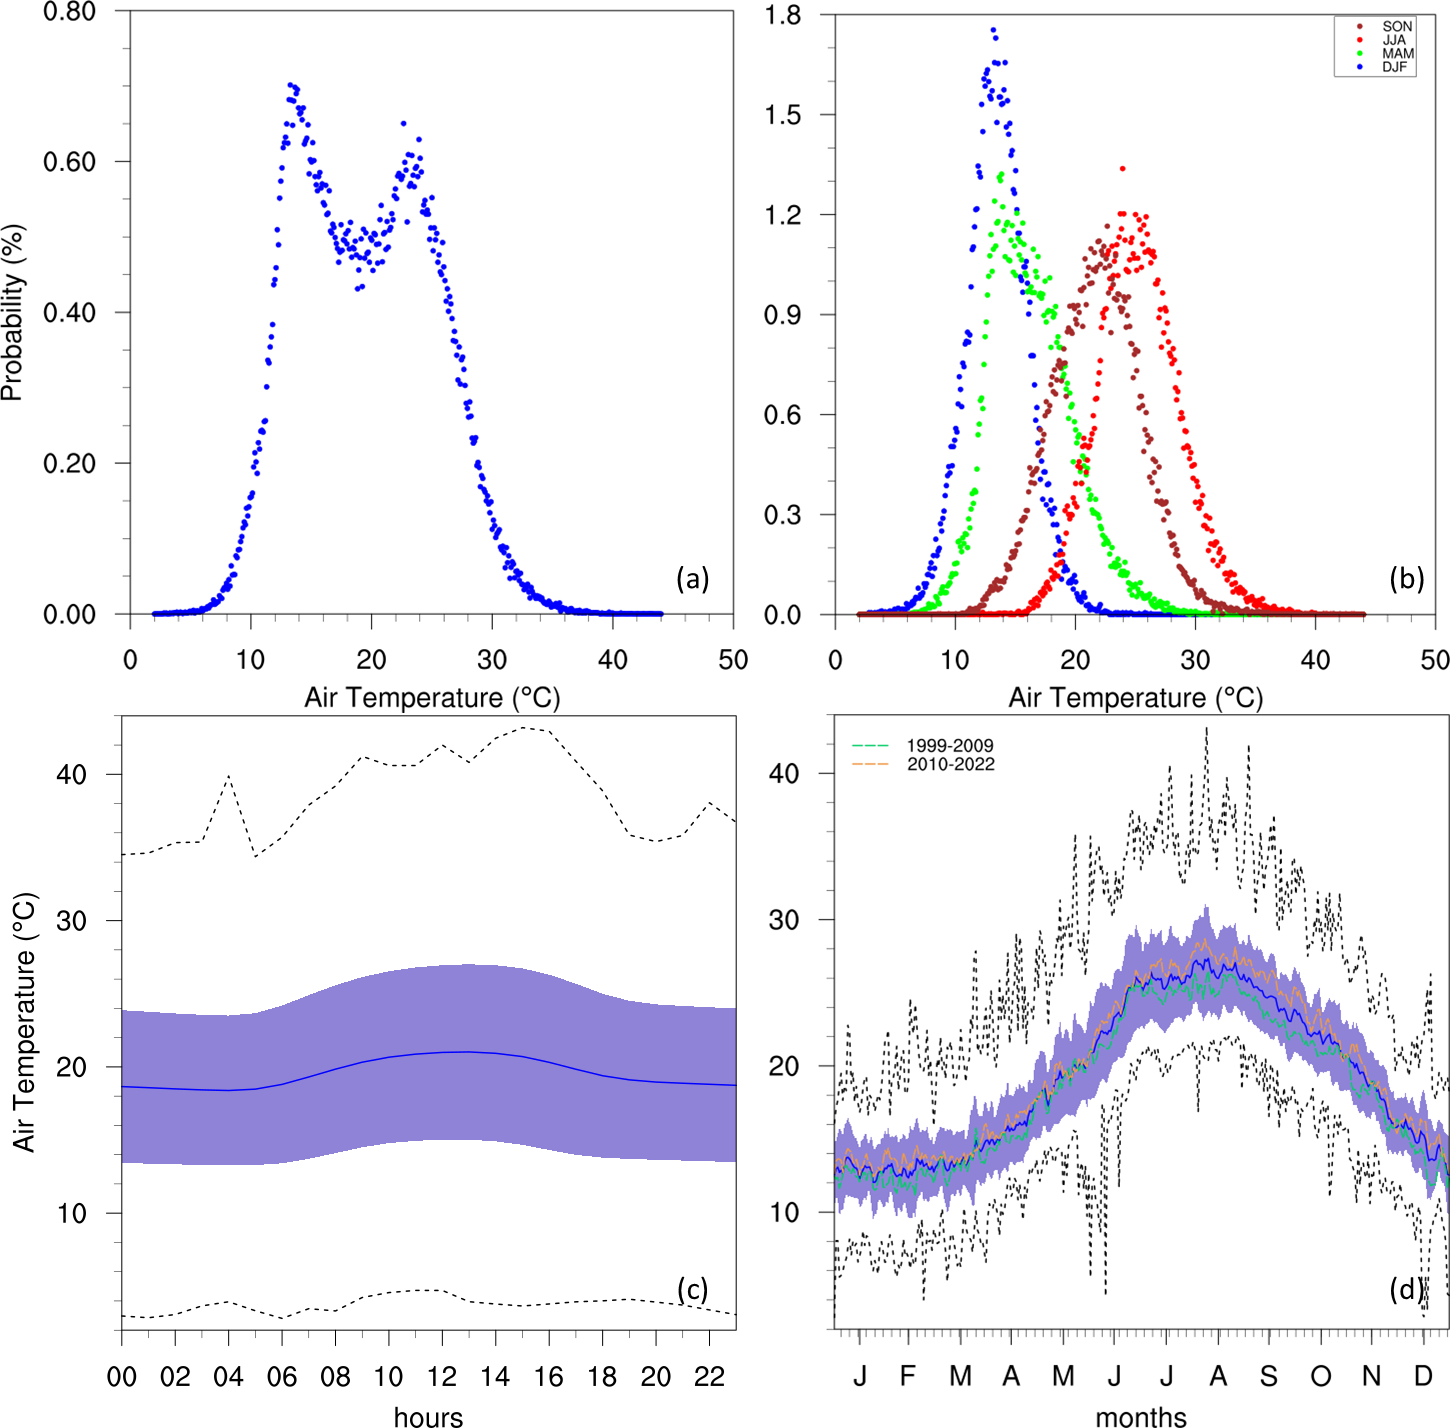 0.80
0.60
0.40
0.20
0.00
Probability (%)
0 10 20 30 40 50
Air Temperature (°C)
(a)
1.8
1.5
1.2
0.9
0.6
0.3
0.0
SON
JJA
MAM
DJF
0 10 20 30 40 50
Air Temperature (°C)
(b)
40
30
20
10
Air Temperature (°C)
00 02 04 06 08 10 12 14 16 18 20 22
hours
(c)
1999-2009
2010-2022
40
30
20
10
J F M A M J J A S O N D
months
(d)